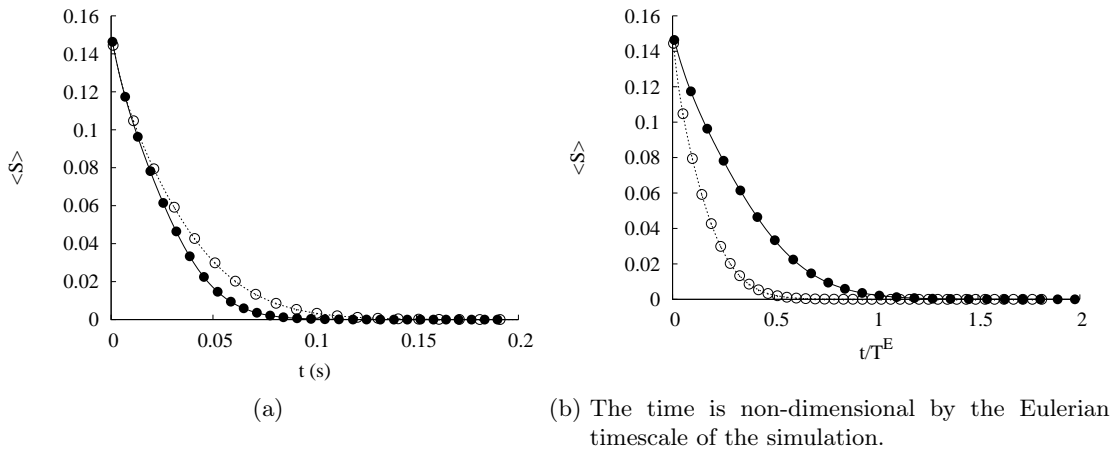 0.16
0.14
0.12
0.1
0.08
0.06
0.04
0.02
0
<S>
0 0.05 0.1 0.15 0.2
t (s)
(a)
0.16
0.14
0.12
0.1
0.08
0.06
0.04
0.02
0
<S>
0 0.5 1 1.5 2
t/T^E
(b) The time is non-dimensional by the Eulerian
timescale of the simulation.